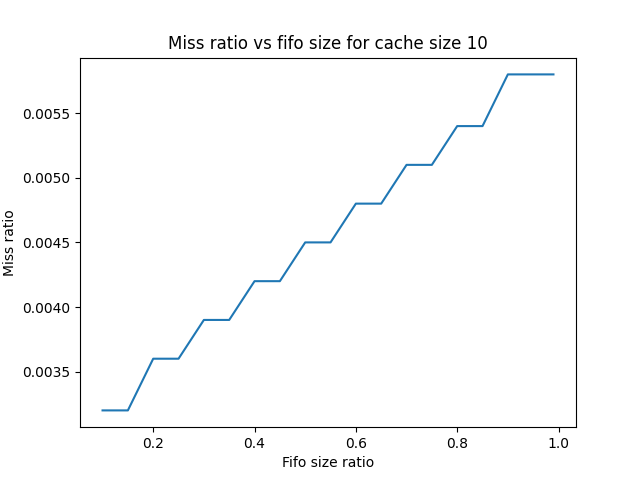 Miss ratio vs fifo size for cache size 10
0.0055
0.0050
0.0045
0.0040
0.0035
Miss ratio
0.2 0.4 0.6 0.8 1.0
Fifo size ratio